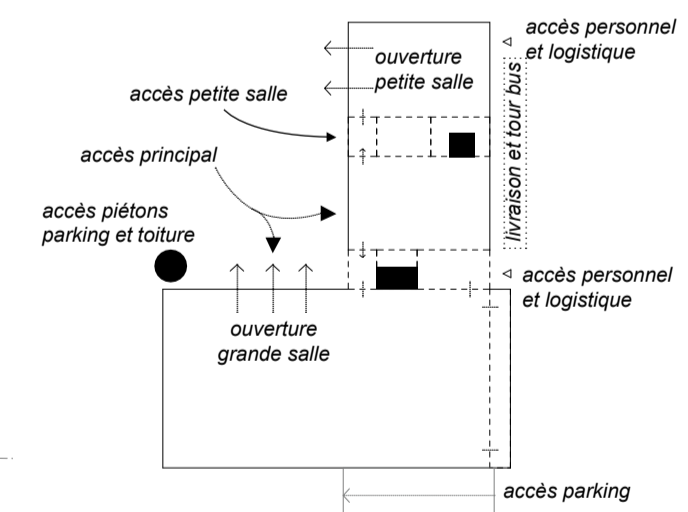 accès personnel
et logistique
ouverture
petite salle
accès petite salle
livraison et tour bus
accès principal
accès piétons
parking et toiture
accès personnel
et logistique
ouverture
grande salle
accès parking